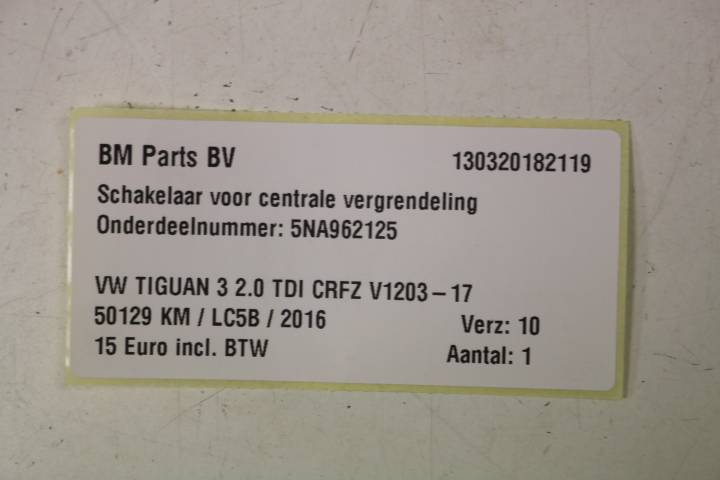 BM Parts BV 130320182119
Schakelaar voor centrale vergrendeling
Onderdeelnummer: 5NA962125
VW TIGUAN 3 2.0 TDI CRFZ V1203 – 17
50129 KM / LC5B / 2016 Verz: 10
15 Euro incl. BTW Aantal: 1